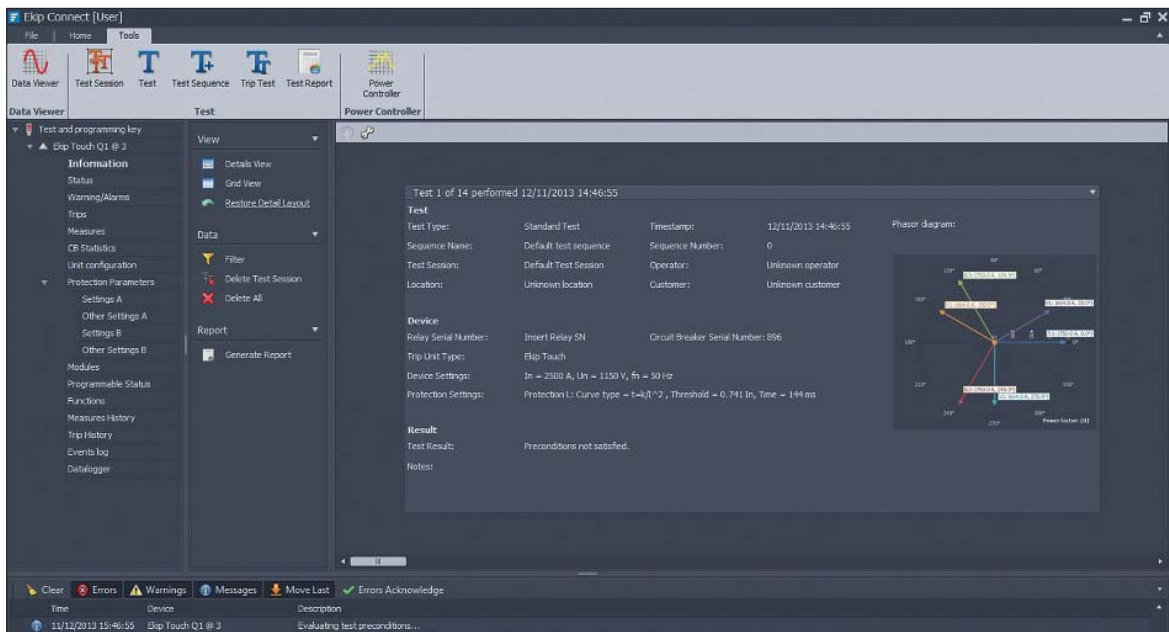 Ekip Connect [User]
File Home Tools
Data Viewer Test Session Test Test Sequence Trip Test Test Report Power Controller
Data Viewer Test Power Controller
Test and programming key
Ekip Touch Q1 @ 3
Information
Status
Warning/Alarms
Trips
Measures
CB Statistics
Unit configuration
Protection Parameters
Settings A
Other Settings A
Settings B
Other Settings B
Modules
Programmable Status
Functions
Measures History
Trip History
Events log
Datalogger
View
Details View
Grid View
Restore Detail Layout
Data
Filter
Delete Test Session
Delete All
Report
Generate Report
Test 1 of 14 performed 12/11/2013 14:46:55
Test
Test Type: Standard Test Timestamp: 12/11/2013 14:46:55
Sequence Name: Default test sequence Sequence Number: 0
Test Session: Default Test Session Operator: Unknown operator
Location: Unknown location Customer: Unknown customer
Device
Relay Serial Number: Insert Relay SN Circuit Breaker Serial Number: 896
Trip Unit Type: Ekip Touch
Device Settings: In = 2500 A, Un = 1150 V, fn = 50 Hz
Protection Settings: Protection L: Curve type = t=k/I^2 , Threshold = 0.741 In, Time = 144 ms
Result
Test Result: Preconditions not satisfied.
Notes:
Phasor diagram:
90°
180°
0°
270°
Power factor: (0)
Clear Errors Warnings Messages Move Last Errors Acknowledge
Time Device Description
11/12/2013 15:46:55 Ekip Touch Q1 @ 3 Evaluating test preconditions...